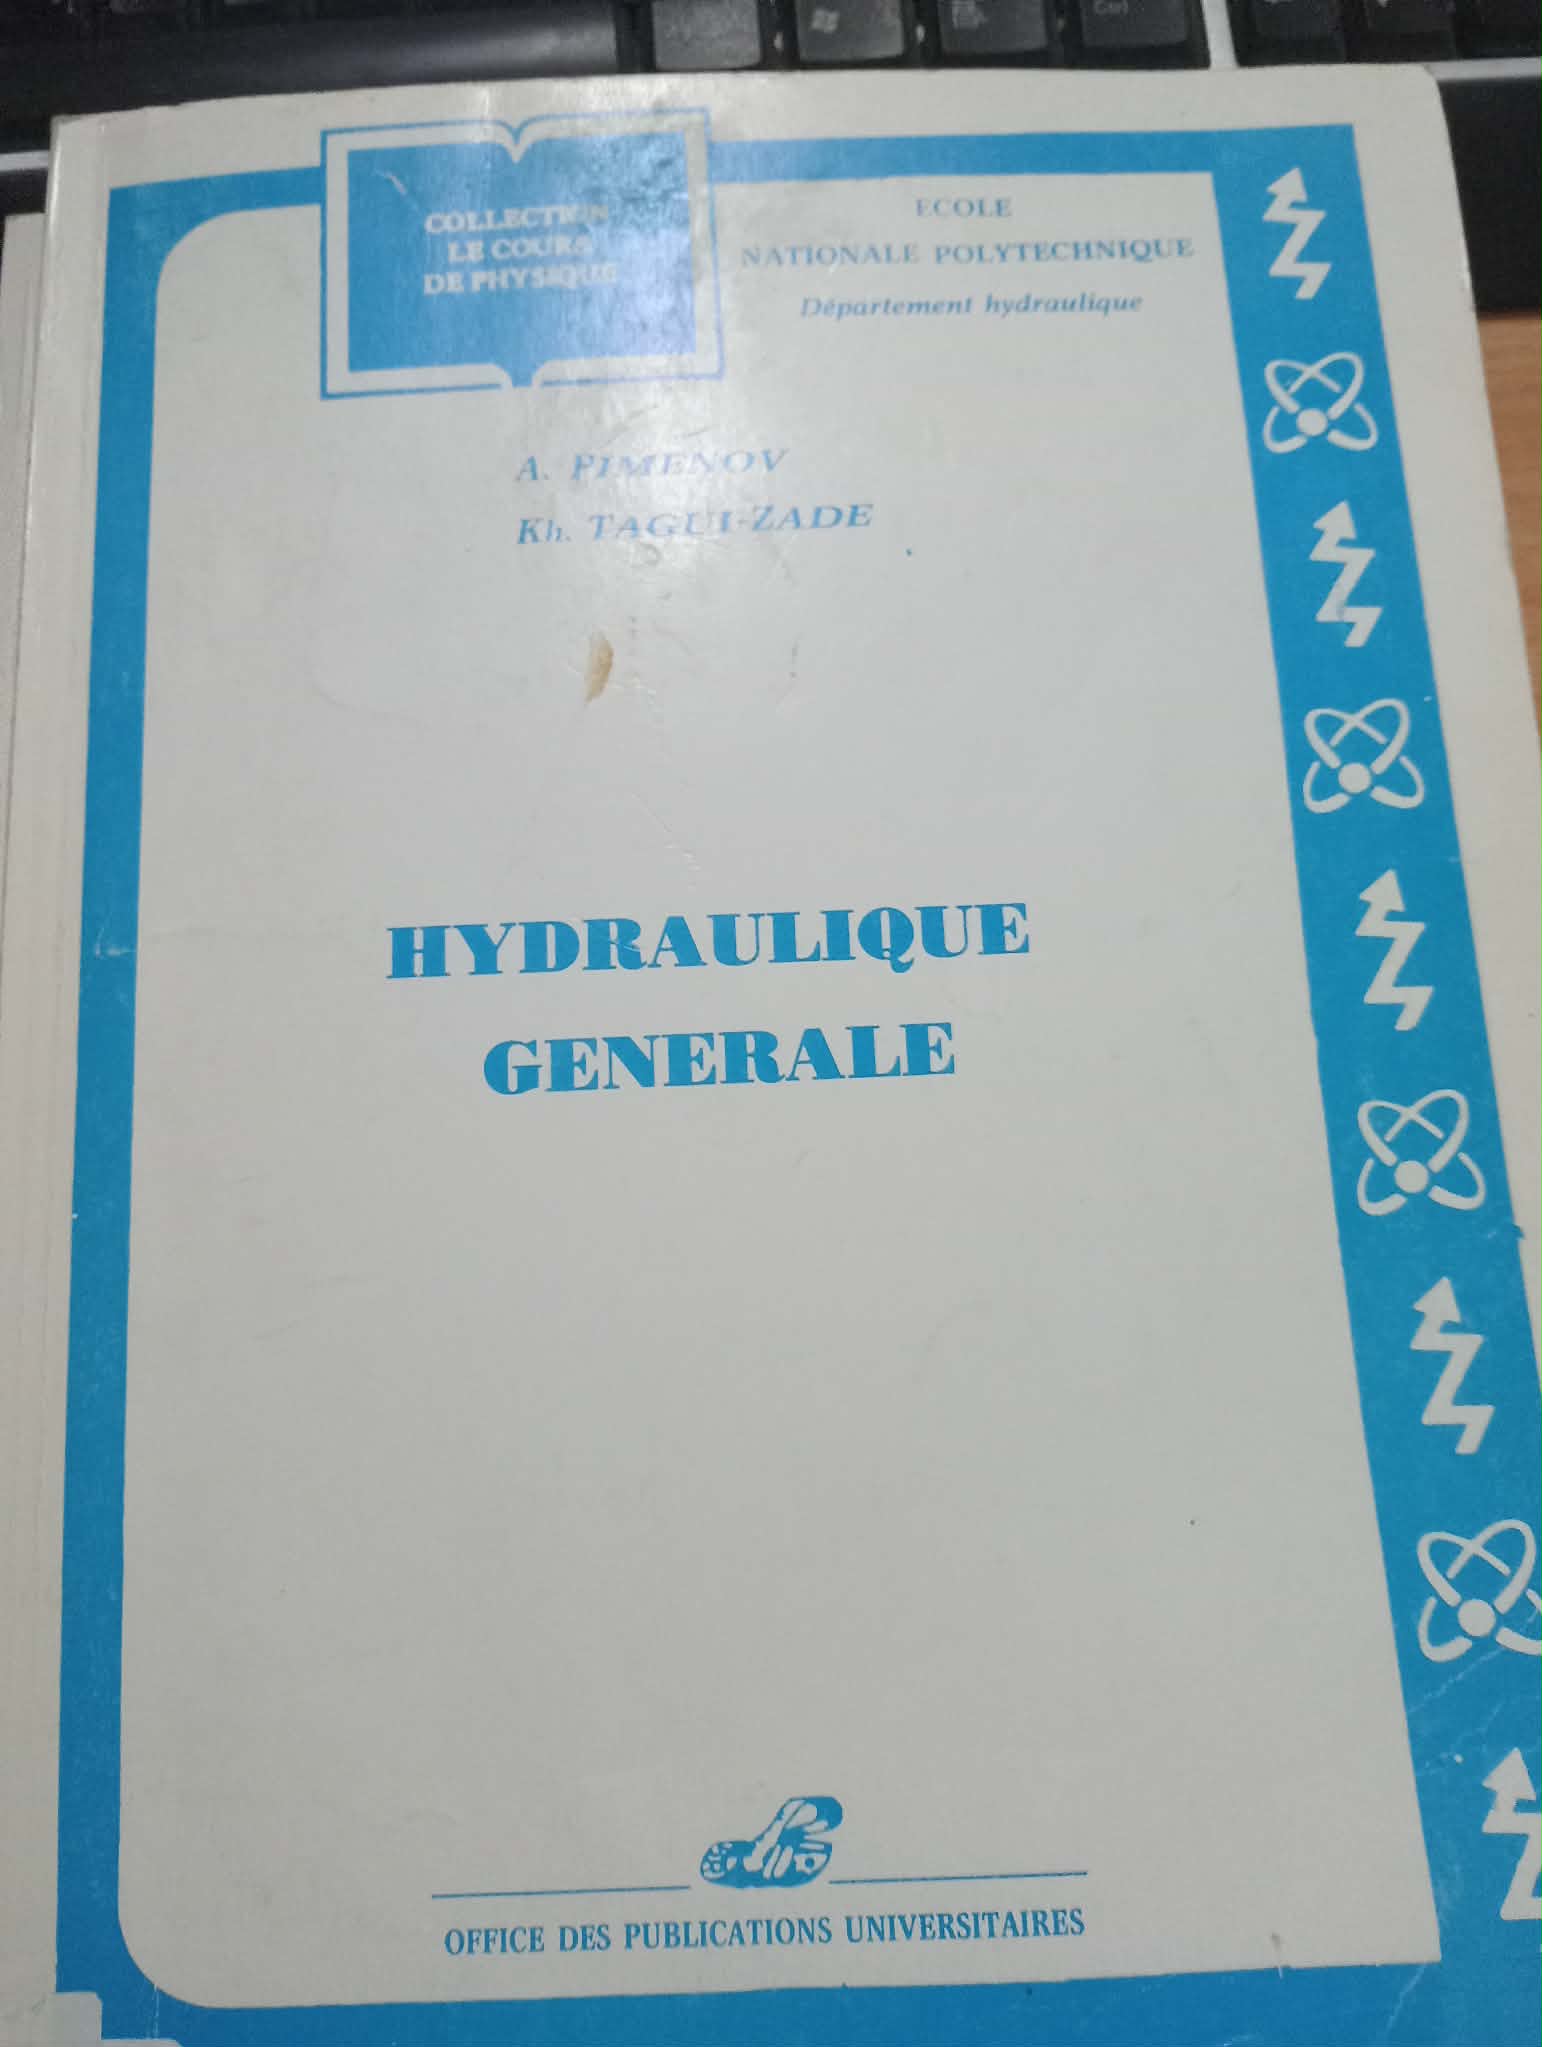 COLLECTION
LE COURS
DE PHYSIQUE
ECOLE
NATIONALE POLYTECHNIQUE
Département hydraulique
A. PIMENOV
Kh. TAGUI-ZADE
HYDRAULIQUE
GENERALE
OFFICE DES PUBLICATIONS UNIVERSITAIRES